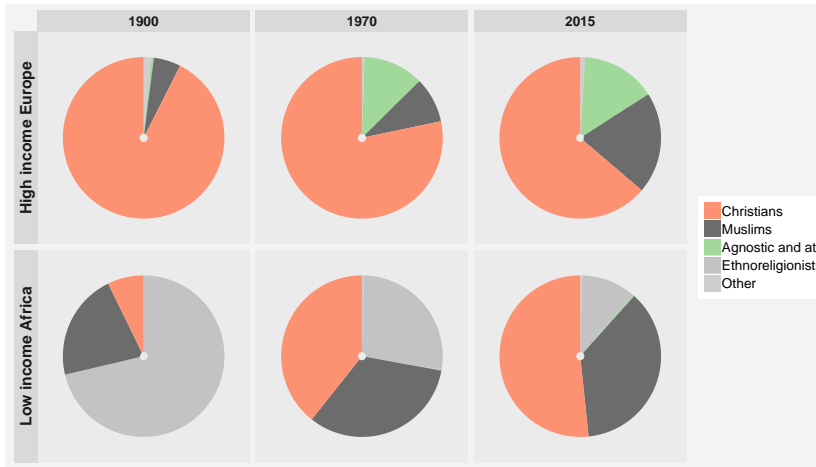 1900
1970
2015
High income Europe
Low income Africa
Christians
Muslims
Agnostic and at
Ethnoreligionist
Other